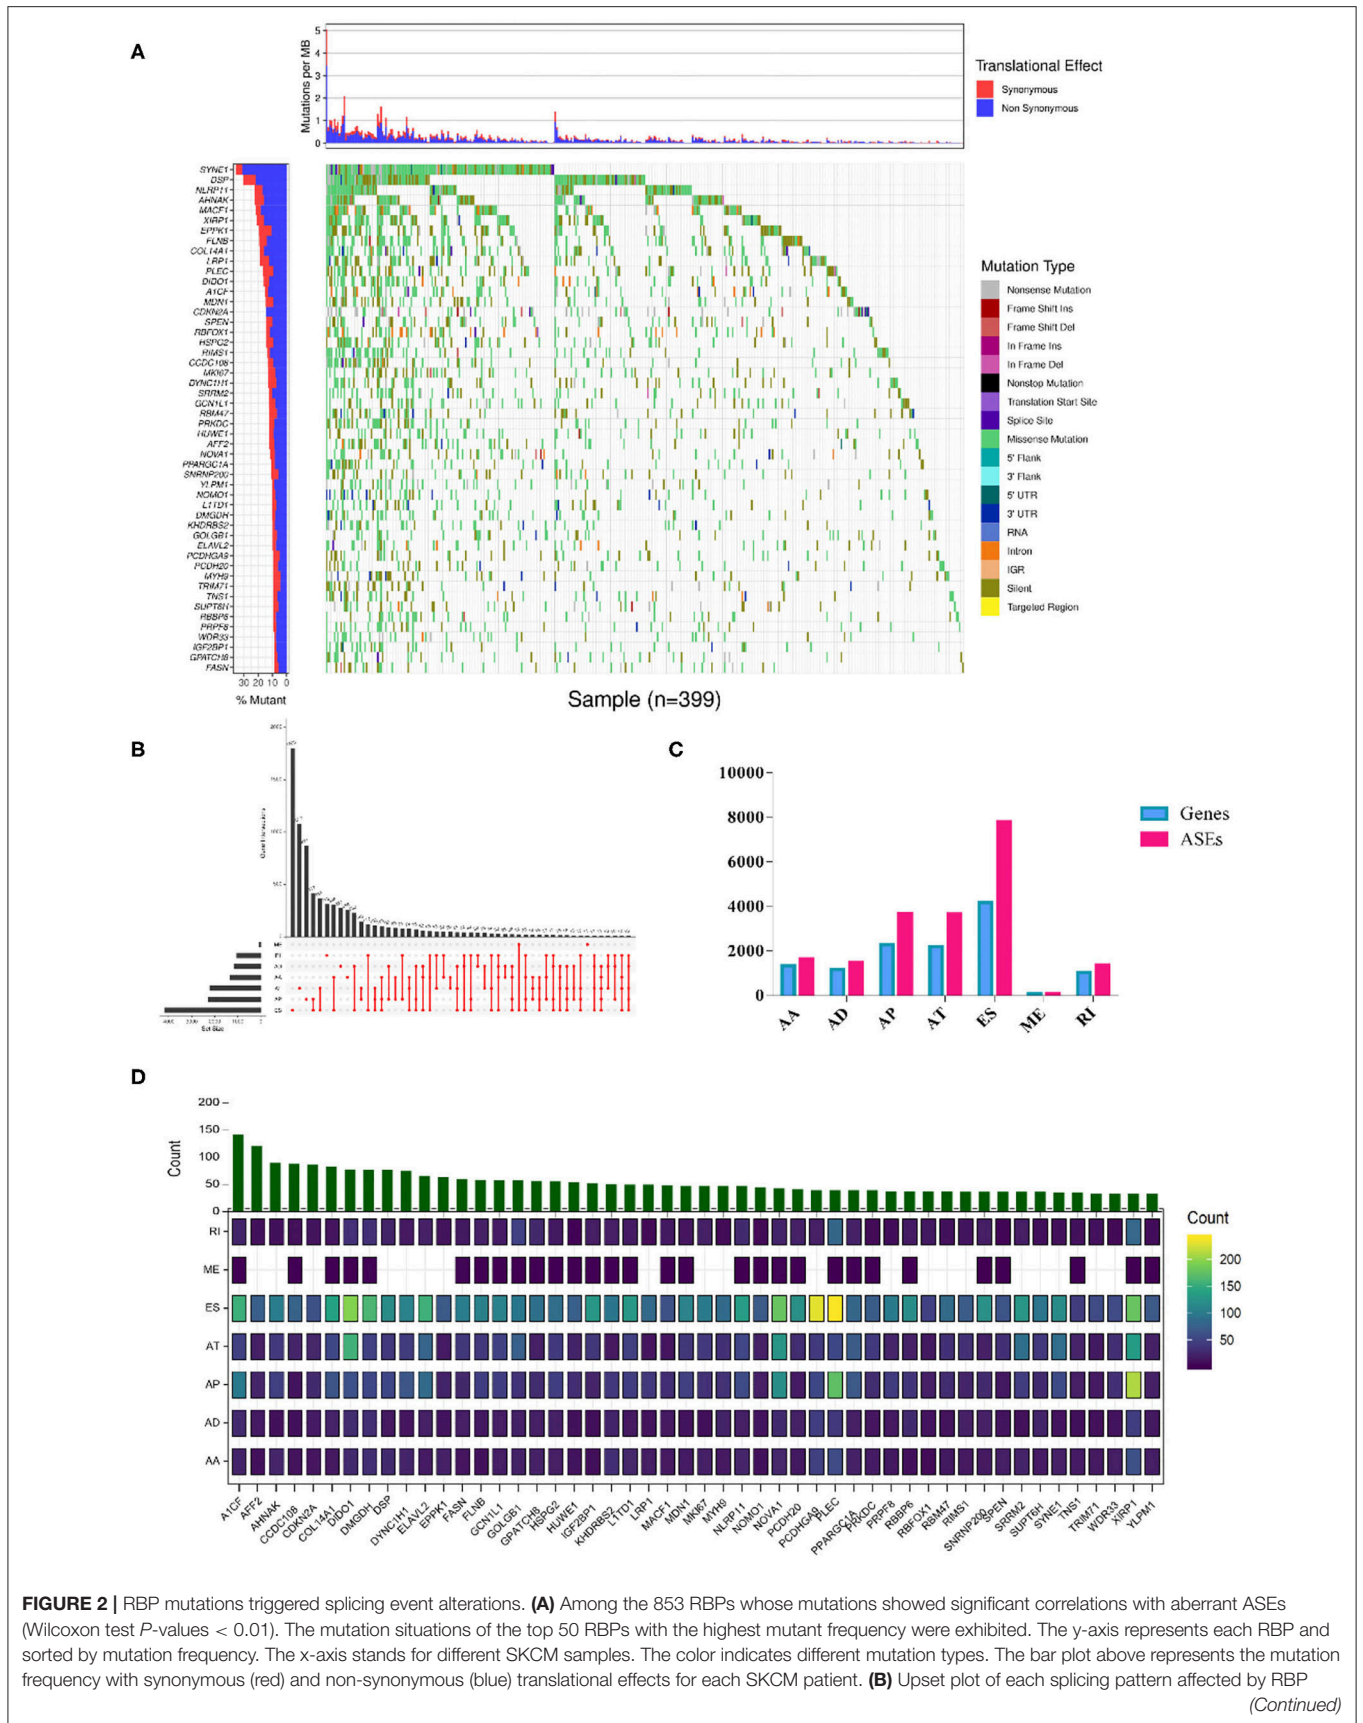 A
Mutations per MB
5
4
3
2
1
0
Translational Effect
Synonymous
Non Synonymous
SYNE1
DSP
NLRP11
AHNAK
MACF1
XIRP1
EPPK1
FLNB
COL14A1
LRP1
PLEC
DIDO1
A1CF
MDN1
CDKN2A
SPEN
RBFOX1
HSPG2
RIMS1
CCDC108
MKI67
DYNC1H1
SRRM2
GCN1L1
RBM47
PRKDC
HUWE1
AFF2
NOVA1
PPARGC1A
SNRNP200
YLPM1
NOMO1
L1TD1
DMGDH
KHDRBS2
GOLGB1
ELAVL2
PCDHGA9
PCDH20
MYH9
TRIM71
TNS1
SUPT6H
RBBP6
PRPF8
WDR33
IGF2BP1
GPATCH8
FASN
30 20 10 0
% Mutant
Sample (n=399)
Mutation Type
Nonsense Mutation
Frame Shift Ins
Frame Shift Del
In Frame Ins
In Frame Del
Nonstop Mutation
Translation Start Site
Splice Site
Missense Mutation
5' Flank
3' Flank
5' UTR
3' UTR
RNA
Intron
IGR
Silent
Targeted Region
B
Set Size
ME
ES
C
10000
8000
6000
4000
2000
0
AA AD AP AT ES ME RI
Genes
ASEs
D
Count
200
150
100
50
0
RI
ME
ES
AT
AP
AD
AA
A1CF AFF2 AHNAK CCDC108 CDKN2A COL14A1 DIDO1 DMGDH DSP DYNC1H1 ELAVL2 EPPK1 FASN FLNB GCN1L1 GOLGB1 GPATCH8 HSPG2 HUWE1 IGF2BP1 KHDRBS2 L1TD1 LRP1 MACF1 MDN1 MKI67 MYH9 NLRP11 NOMO1 NOVA1 PCDH20 PCDHGA9 PLEC PPARGC1A PRKDC PRPF8 RBBP6 RBFOX1 RBM47 RIMS1 SNRNP200 SPEN SRRM2 SUPT6H SYNE1 TNS1 TRIM71 WDR33 XIRP1 YLPM1
Count
200
150
100
50
FIGURE 2 | RBP mutations triggered splicing event alterations. (A) Among the 853 RBPs whose mutations showed significant correlations with aberrant ASEs
(Wilcoxon test P-values < 0.01). The mutation situations of the top 50 RBPs with the highest mutant frequency were exhibited. The y-axis represents each RBP and
sorted by mutation frequency. The x-axis stands for different SKCM samples. The color indicates different mutation types. The bar plot above represents the mutation
frequency with synonymous (red) and non-synonymous (blue) translational effects for each SKCM patient. (B) Upset plot of each splicing pattern affected by RBP
(Continued)